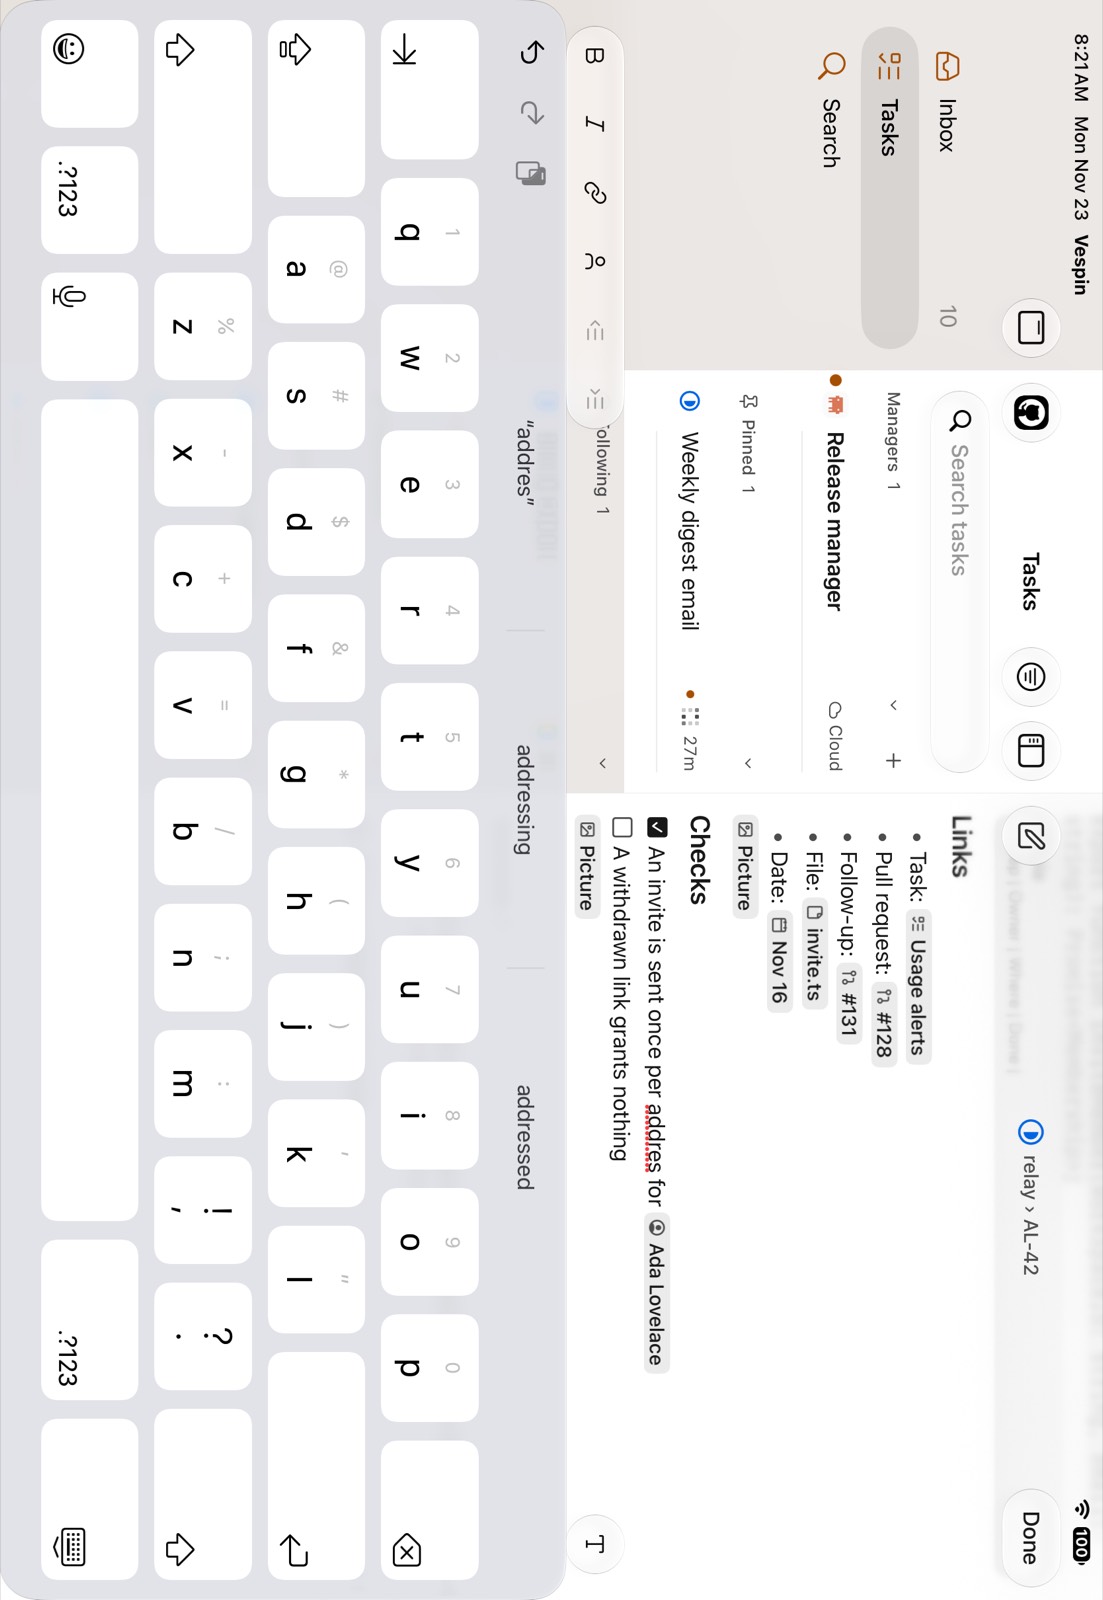 8:21 AM Mon Nov 23 Vespin
100
Tasks
relay › AL-42
Done
Inbox 10
Tasks
Search
Search tasks
Managers 1
Release manager Cloud
Pinned 1
Weekly digest email 27m
ollowing 1
Links
Task: Usage alerts
Pull request: #128
Follow-up: #131
File: invite.ts
Date: Nov 16
Picture
Checks
An invite is sent once per addres for Ada Lovelace
A withdrawn link grants nothing
Picture
B I T
“addres” addressing addressed
1 2 3 4 5 6 7 8 9 0
q w e r t y u i o p
@ # $ & * ( ) ' "
a s d f g h j k l
% - + = / ; : ! ?
z x c v b n m , .
.?123 .?123